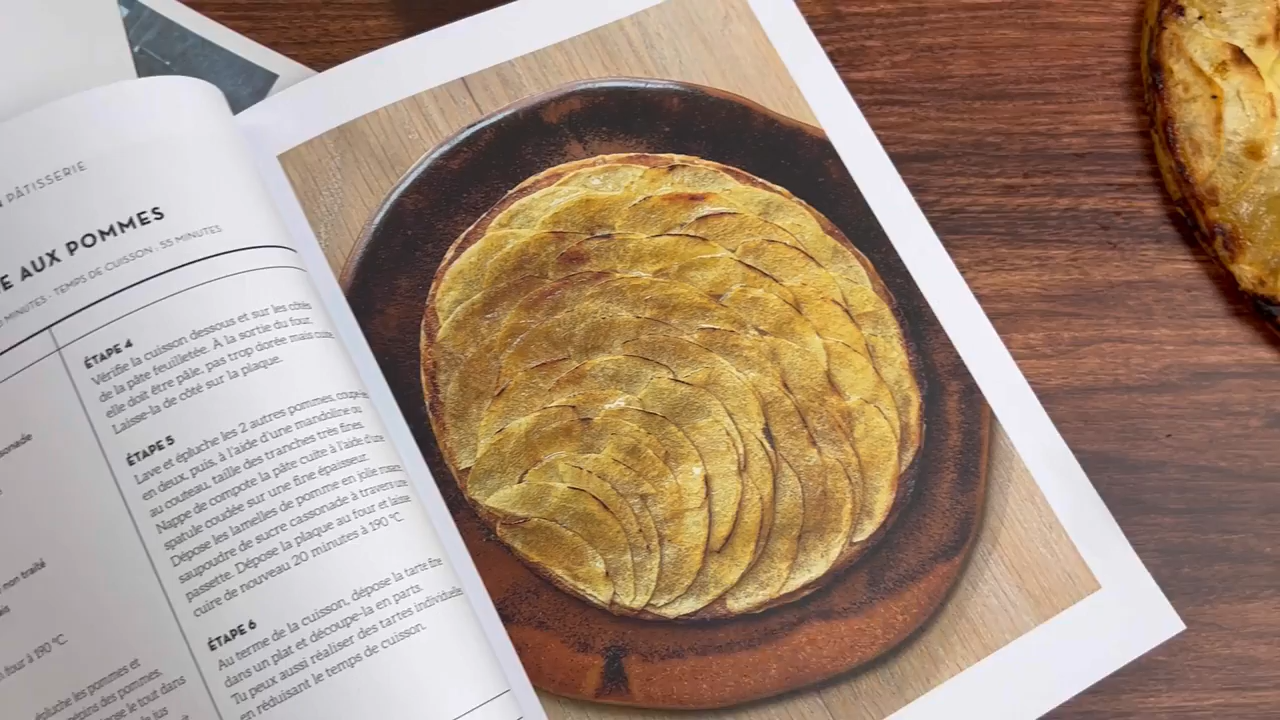 PÂTISSERIE
AUX POMMES
MINUTES · TEMPS DE CUISSON : 55 MINUTES
non traité
four à 190 °C
épluche les pommes et
pépins des pommes.
le tout dans
jus
ÉTAPE 4
Vérifie la cuisson dessous et sur les côtés
de la pâte feuilletée. À la sortie du four,
elle doit être pâle, pas trop dorée mais cuite.
Laisse-la de côté sur la plaque.
ÉTAPE 5
Lave et épluche les 2 autres pommes, coupe-les
en deux, puis, à l'aide d'une mandoline ou
au couteau, taille des tranches très fines.
Nappe de compote la pâte cuite à l'aide d'une
spatule coudée sur une fine épaisseur.
Dépose les lamelles de pomme en jolie rosace,
saupoudre de sucre cassonade à travers une
passette. Dépose la plaque au four et laisse
cuire de nouveau 20 minutes à 190 °C.
ÉTAPE 6
Au terme de la cuisson, dépose la tarte fine
dans un plat et découpe-la en parts.
Tu peux aussi réaliser des tartes individuelles
en réduisant le temps de cuisson.